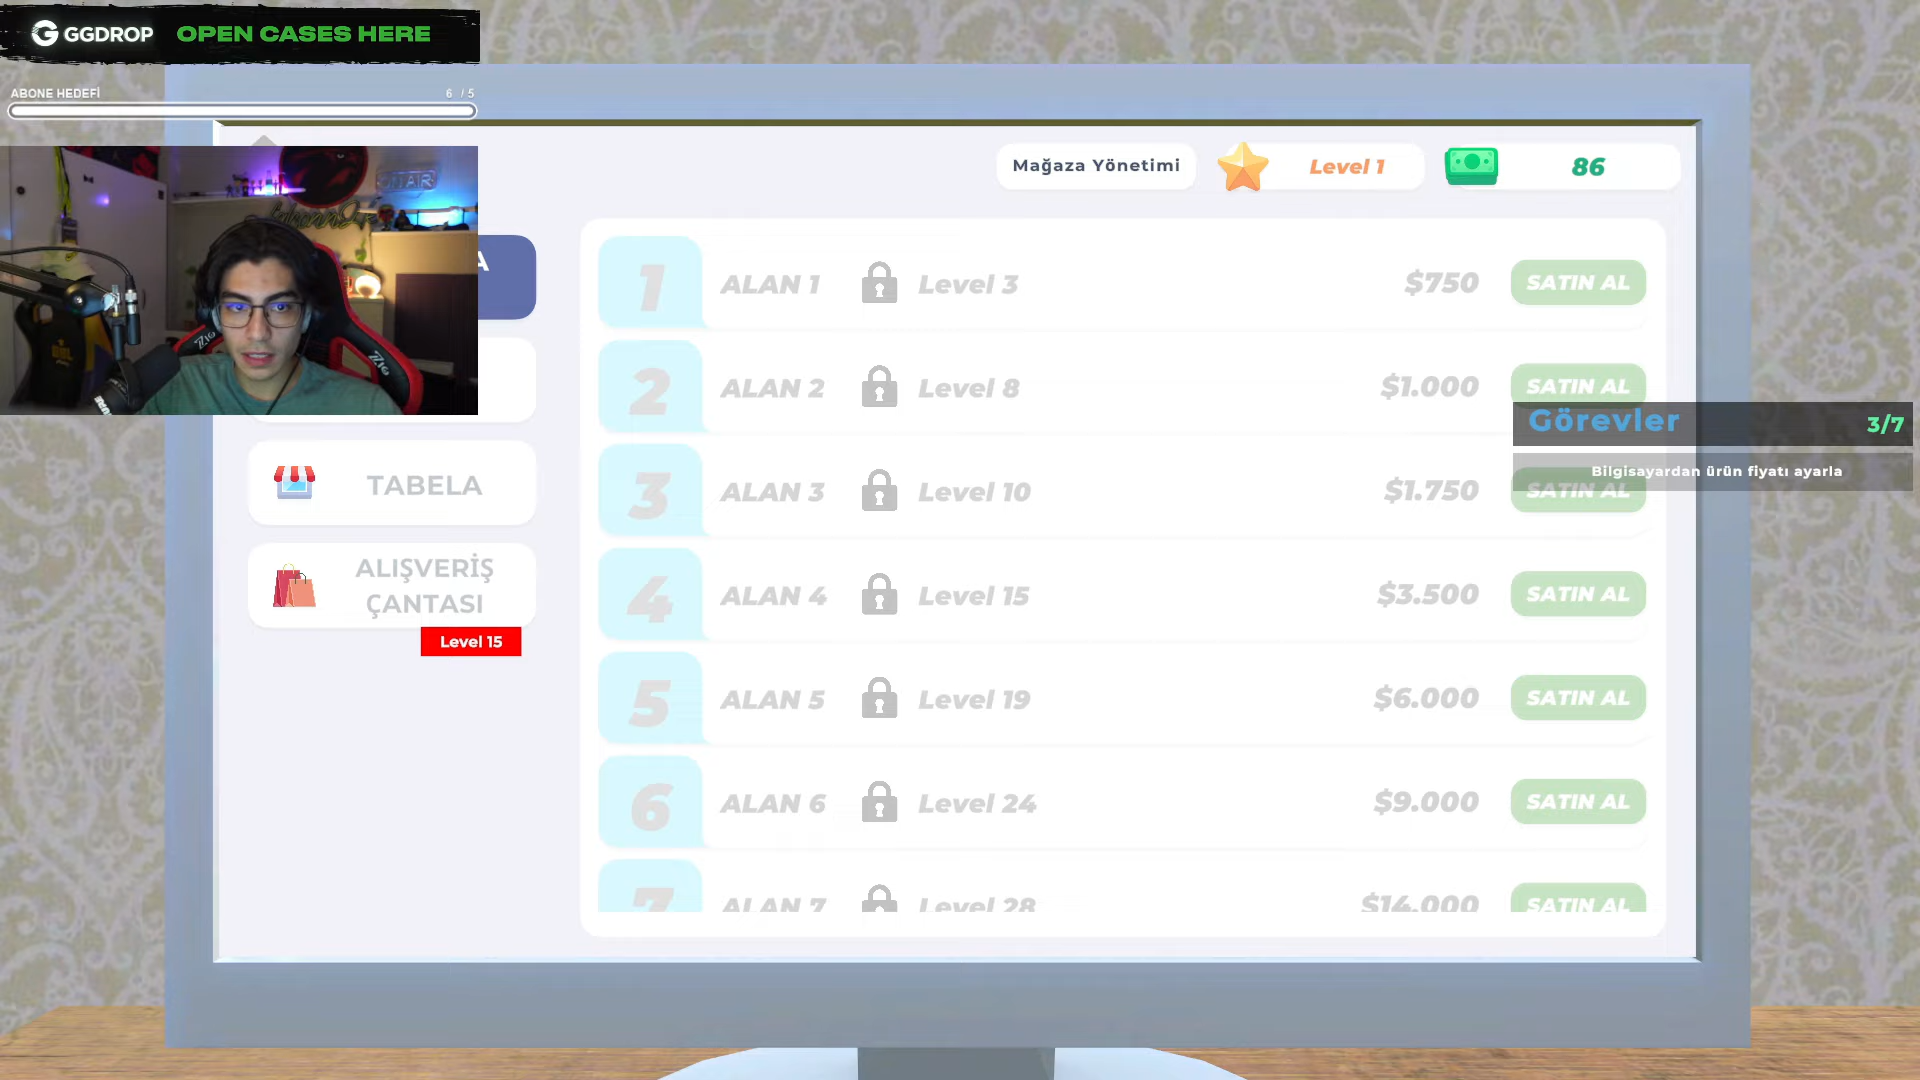 GGDROP OPEN CASES HERE
ABONE HEDEFİ 6 / 5
Mağaza Yönetimi
Level 1
86
A
TABELA
ALIŞVERİŞ
ÇANTASI
Level 15
1 ALAN 1 Level 3 $750 SATIN AL
2 ALAN 2 Level 8 $1.000 SATIN AL
Görevler 3/7
Bilgisayardan ürün fiyatı ayarla
3 ALAN 3 Level 10 $1.750 SATIN AL
4 ALAN 4 Level 15 $3.500 SATIN AL
5 ALAN 5 Level 19 $6.000 SATIN AL
6 ALAN 6 Level 24 $9.000 SATIN AL
7 ALAN 7 Level 28 $14.000 SATIN AL